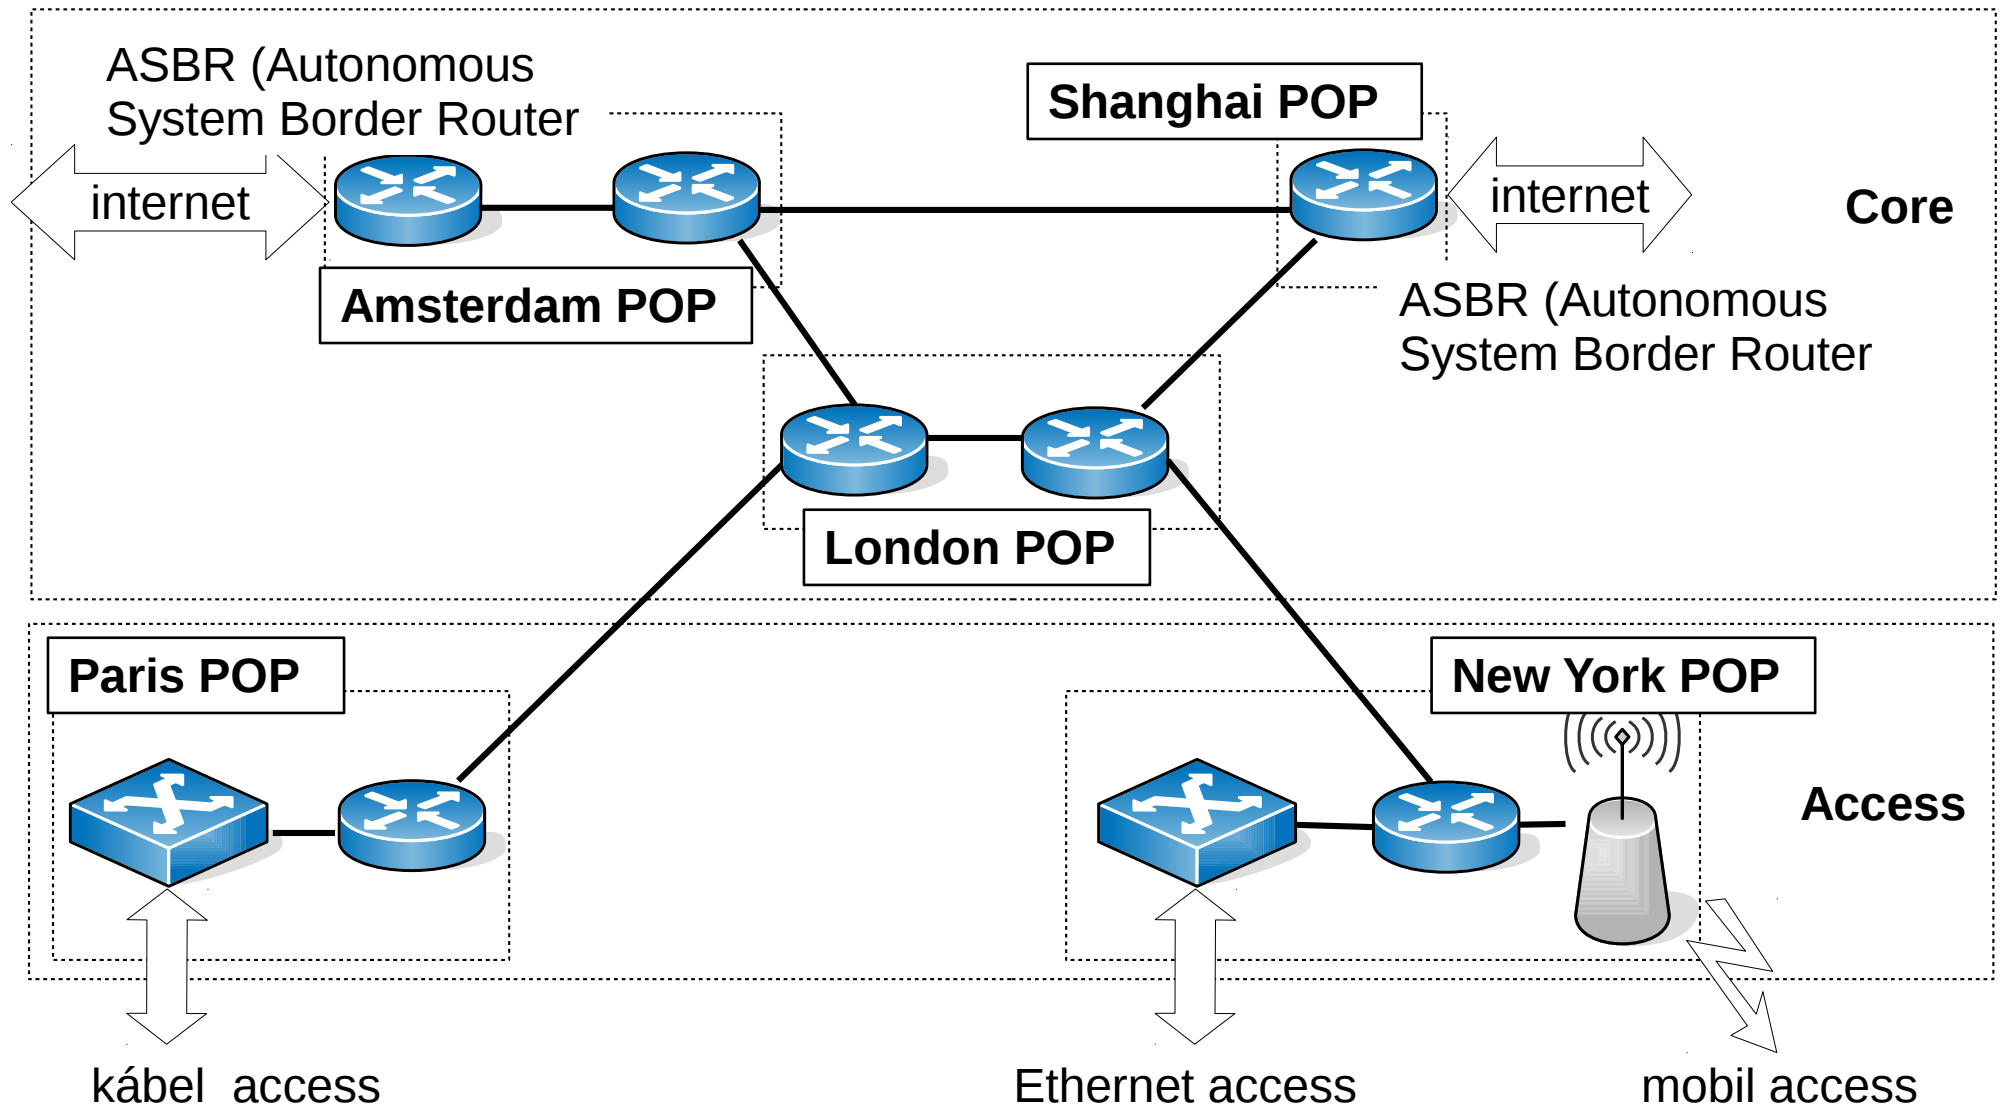 ASBR (Autonomous
System Border Router
Shanghai POP
internet
internet
Core
Amsterdam POP
ASBR (Autonomous
System Border Router
London POP
Paris POP
New York POP
Access
kábel  access
Ethernet access
mobil access